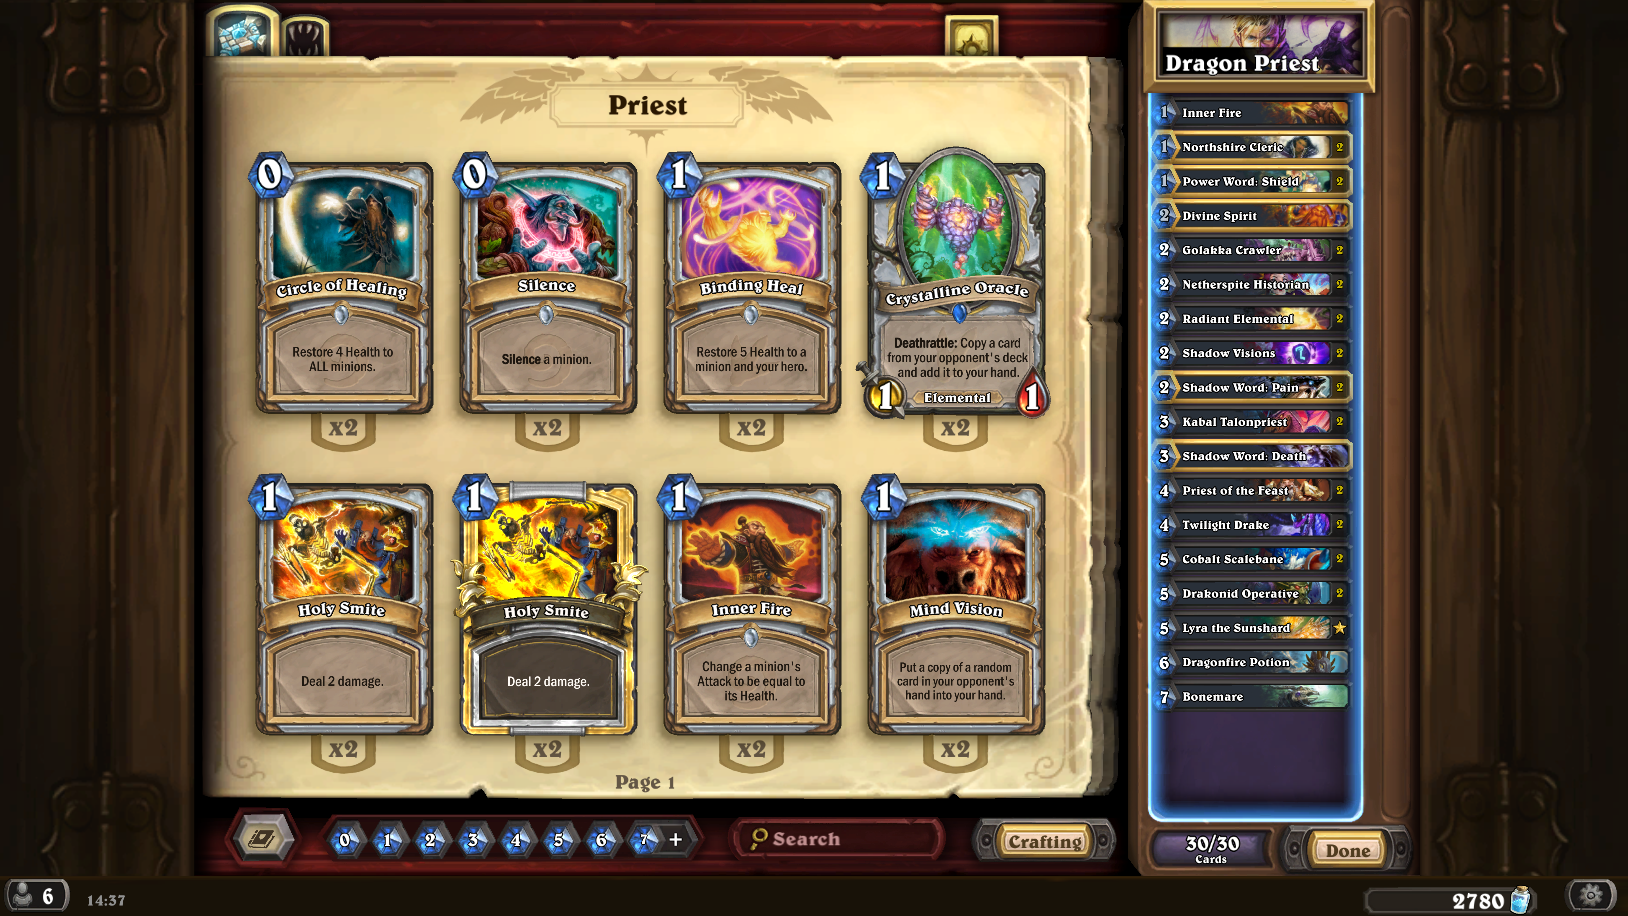 Priest
0
Circle of Healing
Restore 4 Health to
ALL minions.
x2
0
Silence
Silence a minion.
x2
1
Binding Heal
Restore 5 Health to a
minion and your hero.
x2
1
Crystalline Oracle
Deathrattle: Copy a card
from your opponent's deck
and add it to your hand.
1 Elemental 1
x2
1
Holy Smite
Deal 2 damage.
x2
1
Holy Smite
Deal 2 damage.
x2
1
Inner Fire
Change a minion's
Attack to be equal to
its Health.
x2
1
Mind Vision
Put a copy of a random
card in your opponent's
hand into your hand.
x2
Page 1
0 1 2 3 4 5 6 7 +
Search
Crafting
Dragon Priest
1 Inner Fire
1 Northshire Cleric 2
1 Power Word: Shield 2
2 Divine Spirit
2 Golakka Crawler 2
2 Netherspite Historian 2
2 Radiant Elemental 2
2 Shadow Visions 2
2 Shadow Word: Pain 2
3 Kabal Talonpriest 2
3 Shadow Word: Death
4 Priest of the Feast 2
4 Twilight Drake 2
5 Cobalt Scalebane 2
5 Drakonid Operative 2
5 Lyra the Sunshard
6 Dragonfire Potion
7 Bonemare
30/30
Cards
Done
6
14:37
2780